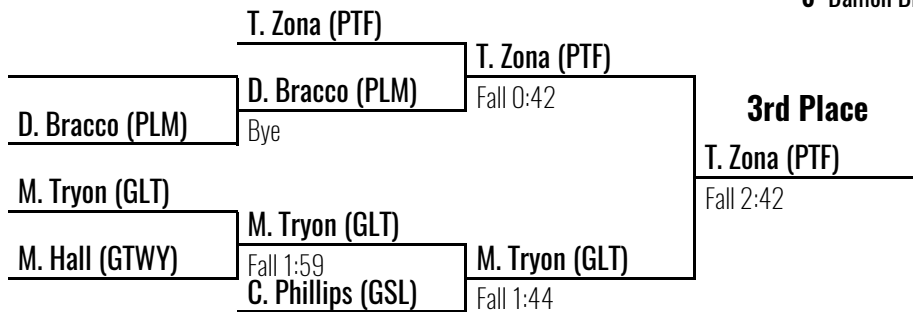 Damon
T. Zona (PTF)
T. Zona (PTF)
D. Bracco (PLM)
Fall 0:42
3rd Place
D. Bracco (PLM)
Bye
T. Zona (PTF)
M. Tryon (GLT)
Fall 2:42
M. Tryon (GLT)
M. Hall (GTWY)
Fall 1:59
M. Tryon (GLT)
C. Phillips (GSL)
Fall 1:44